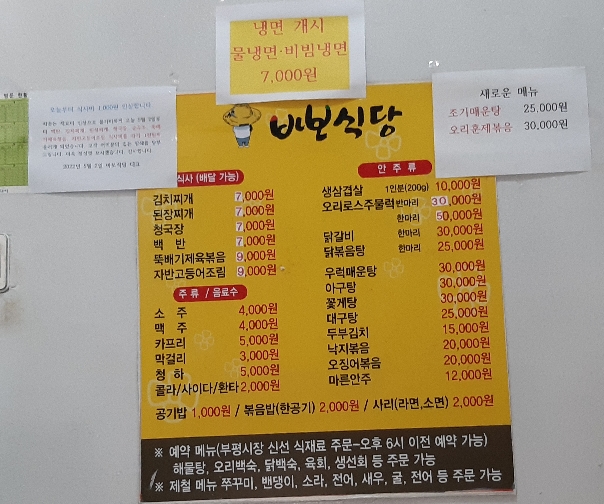 냉면 개시
물냉면·비빔냉면
7,000원
새로운 메뉴
조기매운탕 25,000원
오리훈제볶음 30,000원
바보식당
식사 (배달 가능)
김치찌개 7,000원
된장찌개 7,000원
청국장 7,000원
백 반 7,000원
뚝배기제육볶음 9,000원
자반고등어조림 9,000원
주 류 / 음료수
소 주 4,000원
맥 주 4,000원
카프리 5,000원
막걸리 3,000원
청 하 5,000원
콜라/사이다/환타 2,000원
안 주 류
생삼겹살 1인분(200g) 10,000원
오리로스주물럭 반마리 30,000원
한마리 50,000원
닭갈비 한마리 30,000원
닭볶음탕 한마리 25,000원
우럭매운탕 30,000원
아구탕 30,000원
꽃게탕 30,000원
대구탕 25,000원
두부김치 15,000원
낙지볶음 20,000원
오징어볶음 20,000원
마른안주 12,000원
공기밥 1,000원 / 볶음밥(한공기) 2,000원 / 사리(라면,소면) 2,000원
※ 예약 메뉴(부평시장 신선 식재료 주문-오후 6시 이전 예약 가능)
해물탕, 오리백숙, 닭백숙, 육회, 생선회 등 주문 가능
※ 제철 메뉴 쭈꾸미, 밴댕이, 소라, 전어, 새우, 굴, 전어 등 주문 가능